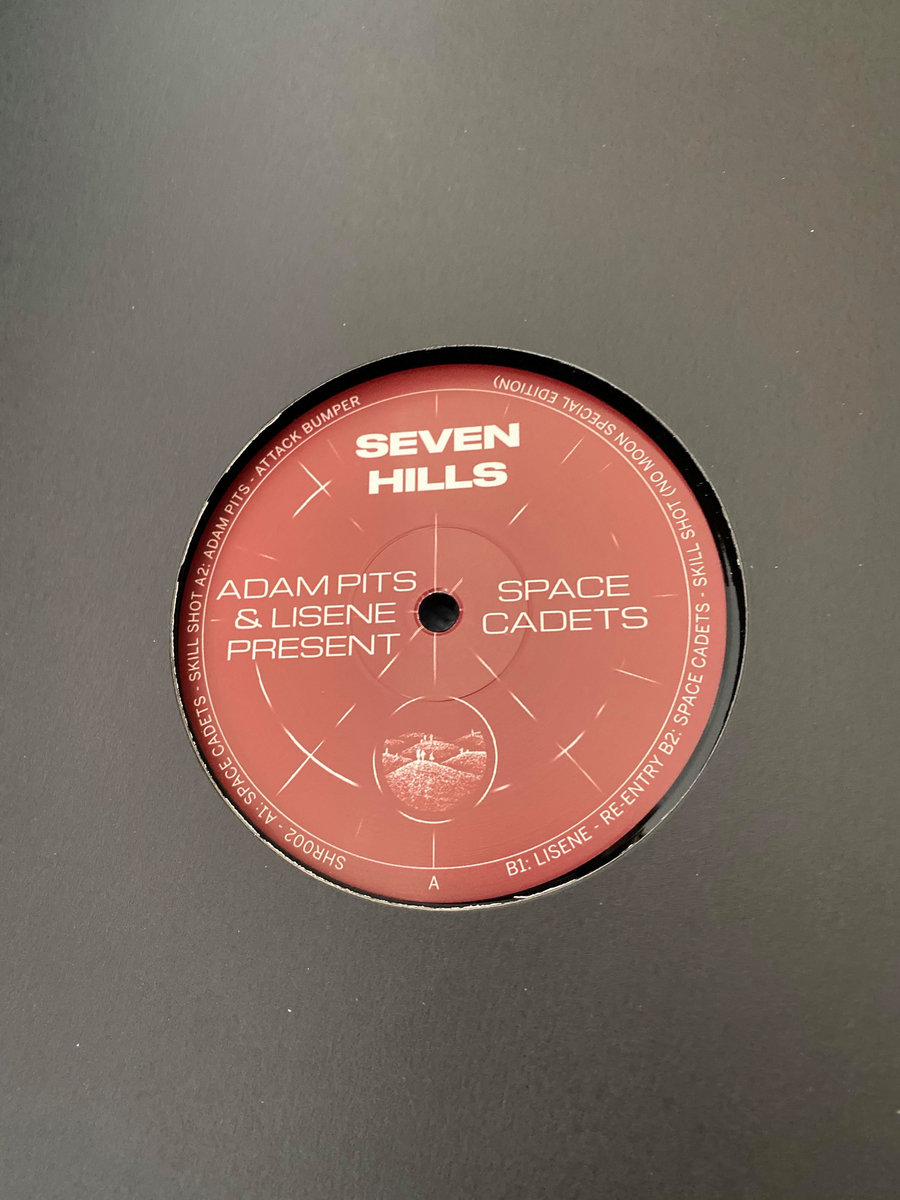 SEVEN
HILLS
ADAM PITS
& LISENE
PRESENT
SPACE
CADETS
SHR002 - A1: SPACE CADETS - SKILL SHOT A2: ADAM PITS - ATTACK BUMPER
B1: LISENE - RE-ENTRY B2: SPACE CADETS - SKILL SHOT (NO MOON SPECIAL EDITION)
A